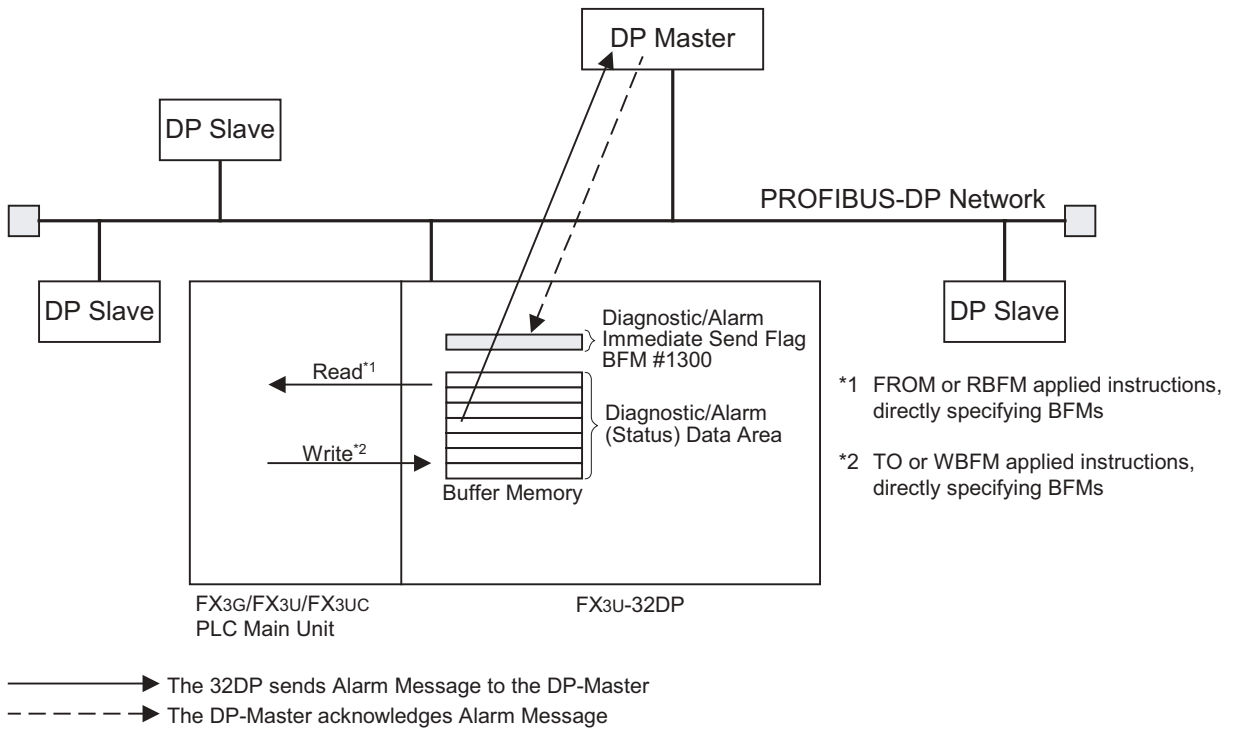 DP Master
DP Slave
PROFIBUS-DP Network
DP Slave
DP Slave
Diagnostic/Alarm
Immediate Send Flag
BFM #1300
Read*1
Diagnostic/Alarm
(Status) Data Area
Write*2
Buffer Memory
*1 FROM or RBFM applied instructions,
directly specifying BFMs
*2 TO or WBFM applied instructions,
directly specifying BFMs
FX3G/FX3U/FX3UC
PLC Main Unit
FX3U-32DP
The 32DP sends Alarm Message to the DP-Master
The DP-Master acknowledges Alarm Message